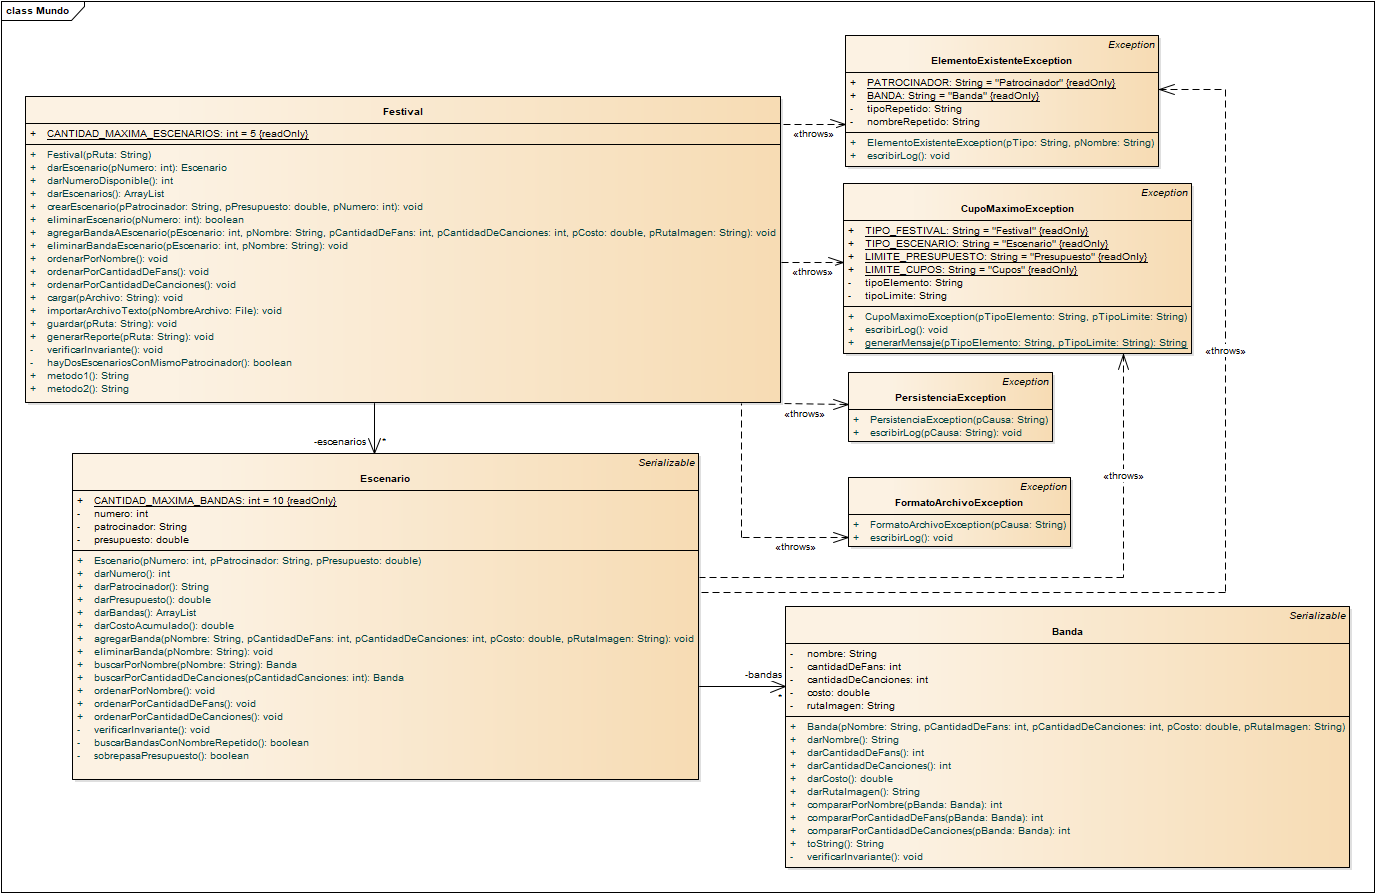 class Mundo
Festival
+ CANTIDAD_MAXIMA_ESCENARIOS: int = 5 {readOnly}
+ Festival(pRuta: String)
+ darEscenario(pNumero: int): Escenario
+ darNumeroDisponible(): int
+ darEscenarios(): ArrayList
+ crearEscenario(pPatrocinador: String, pPresupuesto: double, pNumero: int): void
+ eliminarEscenario(pNumero: int): boolean
+ agregarBandaAEscenario(pEscenario: int, pNombre: String, pCantidadDeFans: int, pCantidadDeCanciones: int, pCosto: double, pRutaImagen: String): void
+ eliminarBandaEscenario(pEscenario: int, pNombre: String): void
+ ordenarPorNombre(): void
+ ordenarPorCantidadDeFans(): void
+ ordenarPorCantidadDeCanciones(): void
+ cargar(pArchivo: String): void
+ importarArchivoTexto(pNombreArchivo: File): void
+ guardar(pRuta: String): void
+ generarReporte(pRuta: String): void
- verificarInvariante(): void
- hayDosEscenariosConMismoPatrocinador(): boolean
+ metodo1(): String
+ metodo2(): String
Exception
ElementoExistenteException
+ PATROCINADOR: String = "Patrocinador" {readOnly}
+ BANDA: String = "Banda" {readOnly}
- tipoRepetido: String
- nombreRepetido: String
+ ElementoExistenteException(pTipo: String, pNombre: String)
+ escribirLog(): void
«throws»
Exception
CupoMaximoException
+ TIPO_FESTIVAL: String = "Festival" {readOnly}
+ TIPO_ESCENARIO: String = "Escenario" {readOnly}
+ LIMITE_PRESUPUESTO: String = "Presupuesto" {readOnly}
+ LIMITE_CUPOS: String = "Cupos" {readOnly}
- tipoElemento: String
- tipoLimite: String
+ CupoMaximoException(pTipoElemento: String, pTipoLimite: String)
+ escribirLog(): void
+ generarMensaje(pTipoElemento: String, pTipoLimite: String): String
«throws»
«throws»
Exception
PersistenciaException
+ PersistenciaException(pCausa: String)
+ escribirLog(pCausa: String): void
«throws»
Exception
FormatoArchivoException
+ FormatoArchivoException(pCausa: String)
+ escribirLog(): void
«throws»
«throws»
-escenarios
*
Serializable
Escenario
+ CANTIDAD_MAXIMA_BANDAS: int = 10 {readOnly}
- numero: int
- patrocinador: String
- presupuesto: double
+ Escenario(pNumero: int, pPatrocinador: String, pPresupuesto: double)
+ darNumero(): int
+ darPatrocinador(): String
+ darPresupuesto(): double
+ darBandas(): ArrayList
+ darCostoAcumulado(): double
+ agregarBanda(pNombre: String, pCantidadDeFans: int, pCantidadDeCanciones: int, pCosto: double, pRutaImagen: String): void
+ eliminarBanda(pNombre: String): void
+ buscarPorNombre(pNombre: String): Banda
+ buscarPorCantidadDeCanciones(pCantidadCanciones: int): Banda
+ ordenarPorNombre(): void
+ ordenarPorCantidadDeFans(): void
+ ordenarPorCantidadDeCanciones(): void
- verificarInvariante(): void
- buscarBandasConNombreRepetido(): boolean
- sobrepasaPresupuesto(): boolean
-bandas
*
Serializable
Banda
- nombre: String
- cantidadDeFans: int
- cantidadDeCanciones: int
- costo: double
- rutaImagen: String
+ Banda(pNombre: String, pCantidadDeFans: int, pCantidadDeCanciones: int, pCosto: double, pRutaImagen: String)
+ darNombre(): String
+ darCantidadDeFans(): int
+ darCantidadDeCanciones(): int
+ darCosto(): double
+ darRutaImagen(): String
+ compararPorNombre(pBanda: Banda): int
+ compararPorCantidadDeFans(pBanda: Banda): int
+ compararPorCantidadDeCanciones(pBanda: Banda): int
+ toString(): String
- verificarInvariante(): void